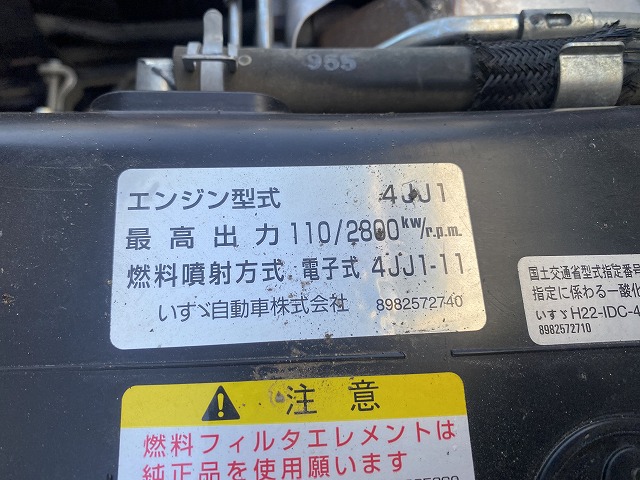 955
エンジン型式 4JJ1
最高出力 110/2800kw/r.p.m.
燃料噴射方式 電子式 4JJ1-11
いすゞ自動車株式会社 8982572740
国土交通省型式指定番号
指定に係わる一酸化
いすゞH22-IDC-4
8982572710
注意
燃料フィルタエレメントは
純正品を使用願います